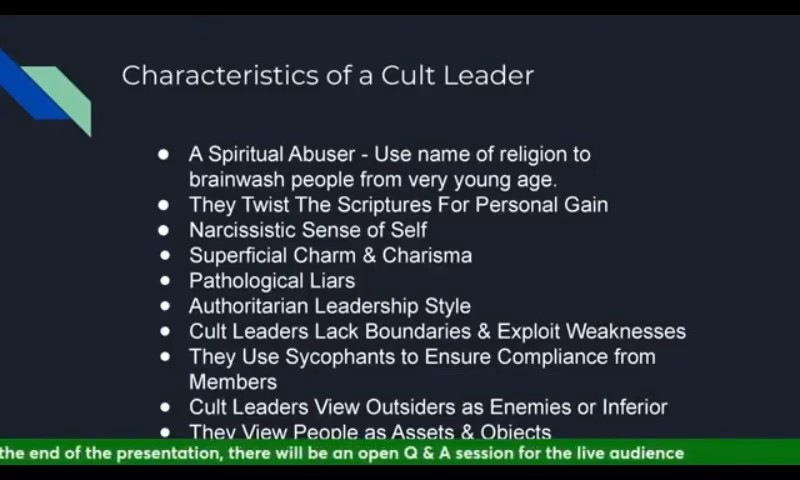 Characteristics of a Cult Leader
● A Spiritual Abuser - Use name of religion to
brainwash people from very young age.
● They Twist The Scriptures For Personal Gain
● Narcissistic Sense of Self
● Superficial Charm & Charisma
● Pathological Liars
● Authoritarian Leadership Style
● Cult Leaders Lack Boundaries & Exploit Weaknesses
● They Use Sycophants to Ensure Compliance from
Members
● Cult Leaders View Outsiders as Enemies or Inferior
● They View People as Assets & Objects
the end of the presentation, there will be an open Q & A session for the live audience